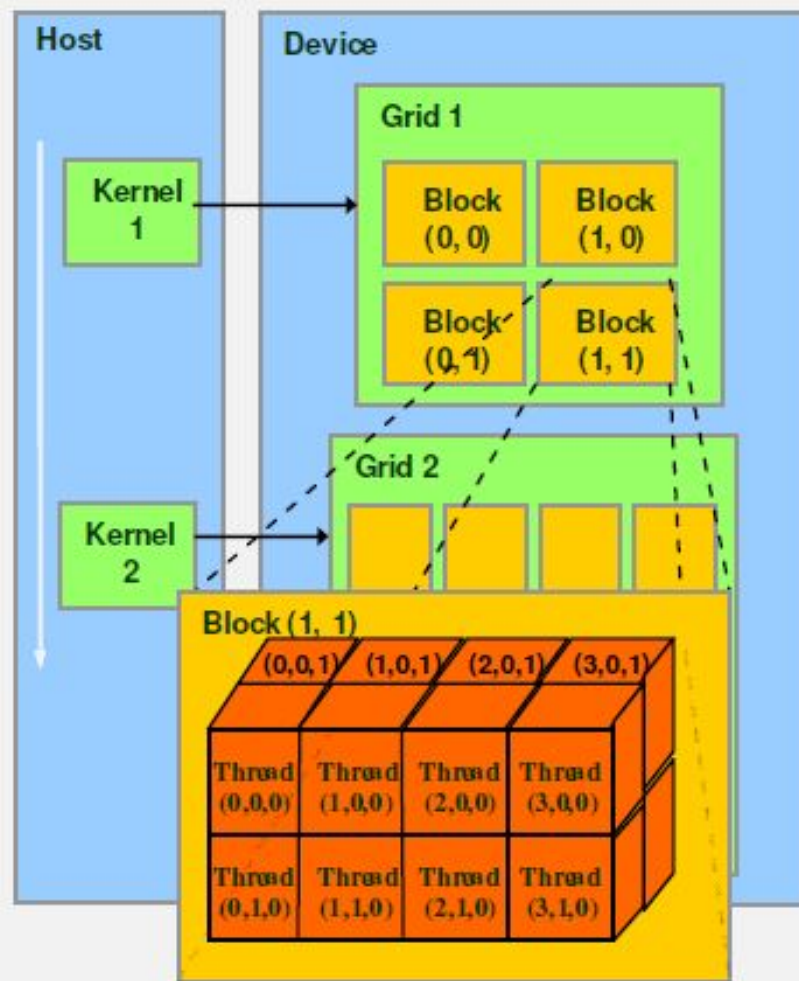 Host
Device
Grid 1
Kernel
1
Block
(0, 0)
Block
(1, 0)
Block
(0, 1)
Block
(1, 1)
Grid 2
Kernel
2
Block (1, 1)
(0,0,1)
(1,0,1)
(2,0,1)
(3,0,1)
Thread
(0,0,0)
Thread
(1,0,0)
Thread
(2,0,0)
Thread
(3,0,0)
Thread
(0,1,0)
Thread
(1,1,0)
Thread
(2,1,0)
Thread
(3,1,0)